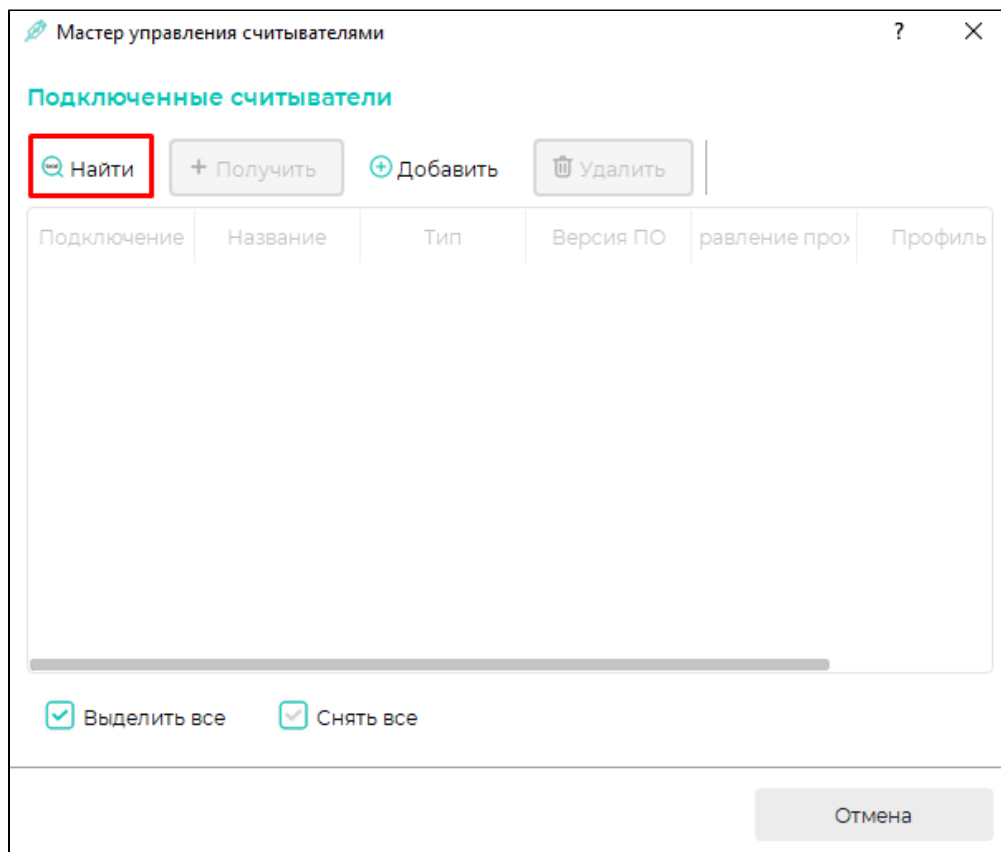 Мастер управления считывателями ?
Подключенные считыватели
Найти + Получить Добавить Удалить
Подключение Название Тип Версия ПО равление прох Профиль
Выделить все Снять все
Отмена